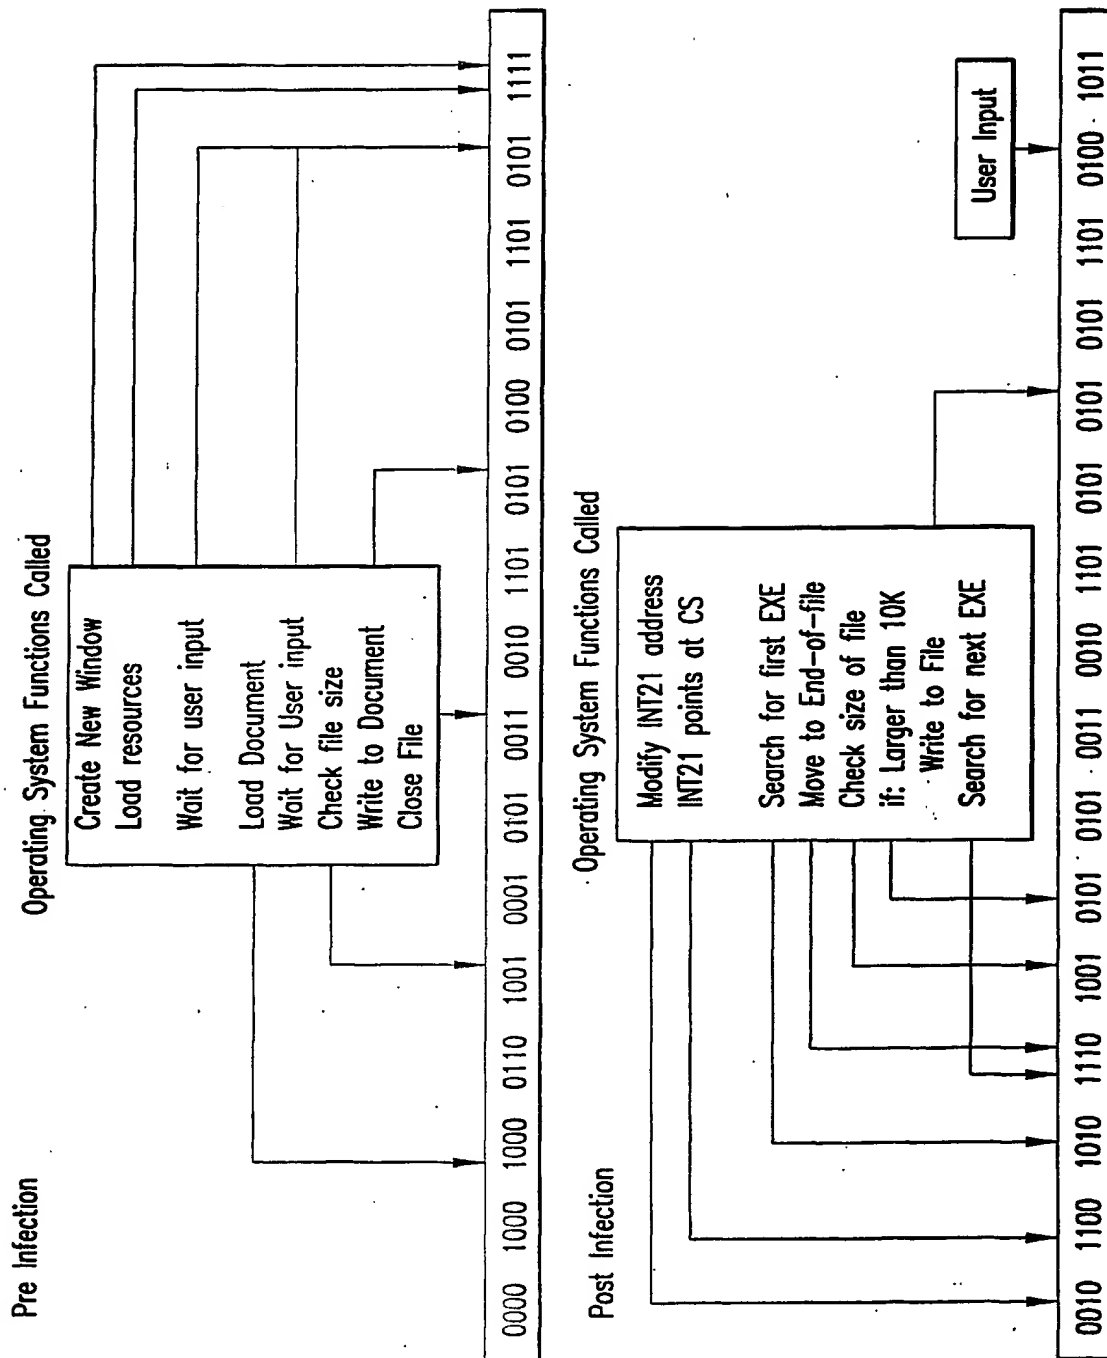 Pre Infection
Operating System Functions Called
Create New Window
Load resources
Wait for user input
Load Document
Wait for User input
Check file size
Write to Document
Close File
0000 1000 1000 0110 1001 0001 0101 0011 0010 1101 0101 0100 0101 1101 0101 1111
Post Infection
Operating System Functions Called
Modify INT21 address
INT21 points at CS
Search for first EXE
Move to End-of-file
Check size of file
if: Larger than 10K
Write to File
Search for next EXE
User Input
0010 1100 1010 1110 1001 0101 0101 0101 0011 0010 1101 0101 0101 0101 1101 0100 1011